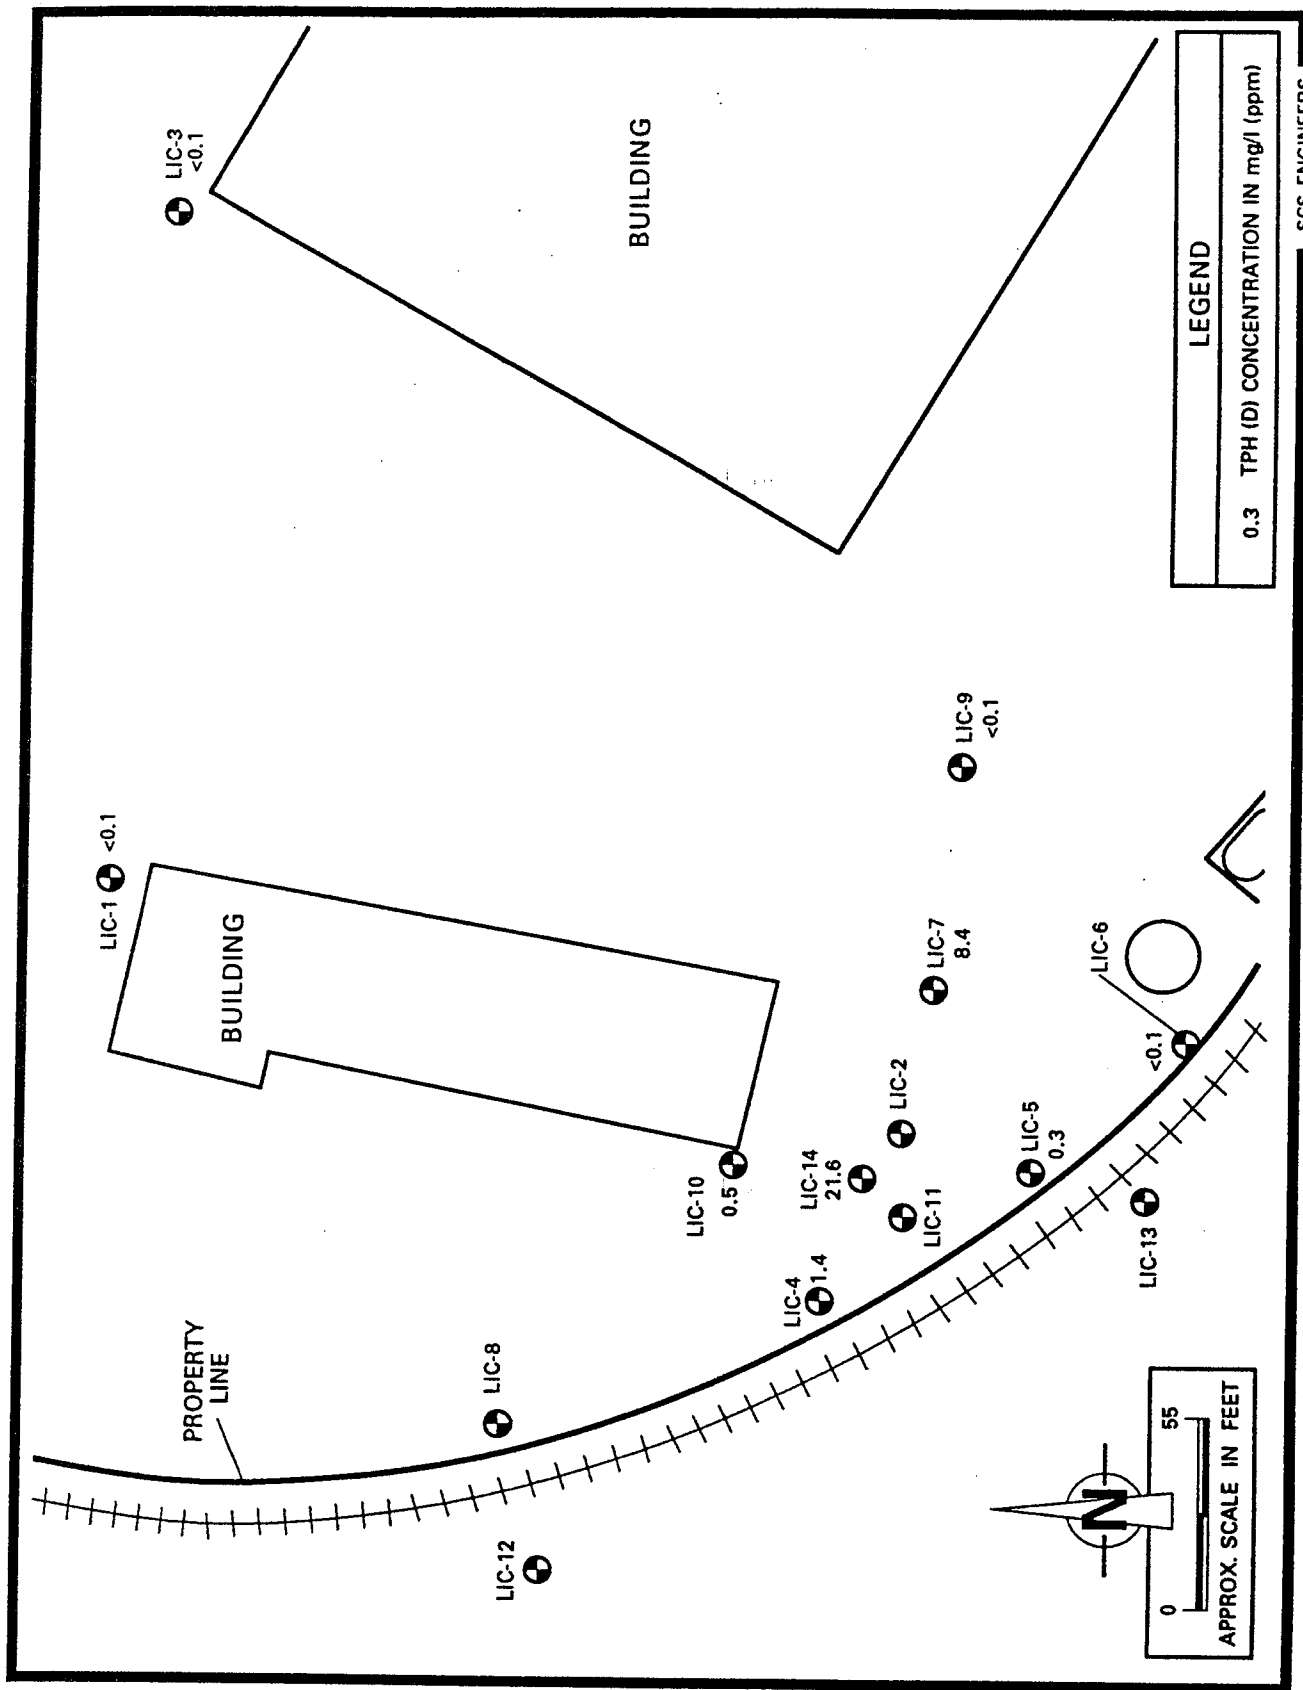 LIC-3
<0.1
BUILDING
LIC-1
<0.1
BUILDING
LIC-9
<0.1
LIC-7
8.4
LIC-6
<0.1
LIC-2
LIC-5
0.3
LIC-14
21.6
LIC-10
0.5
LIC-11
LIC-13
LIC-4
1.4
LIC-8
PROPERTY
LINE
LIC-12
N
0 55
APPROX. SCALE IN FEET
LEGEND
0.3 TPH (D) CONCENTRATION IN mg/l (ppm)
SCS ENGINEERS